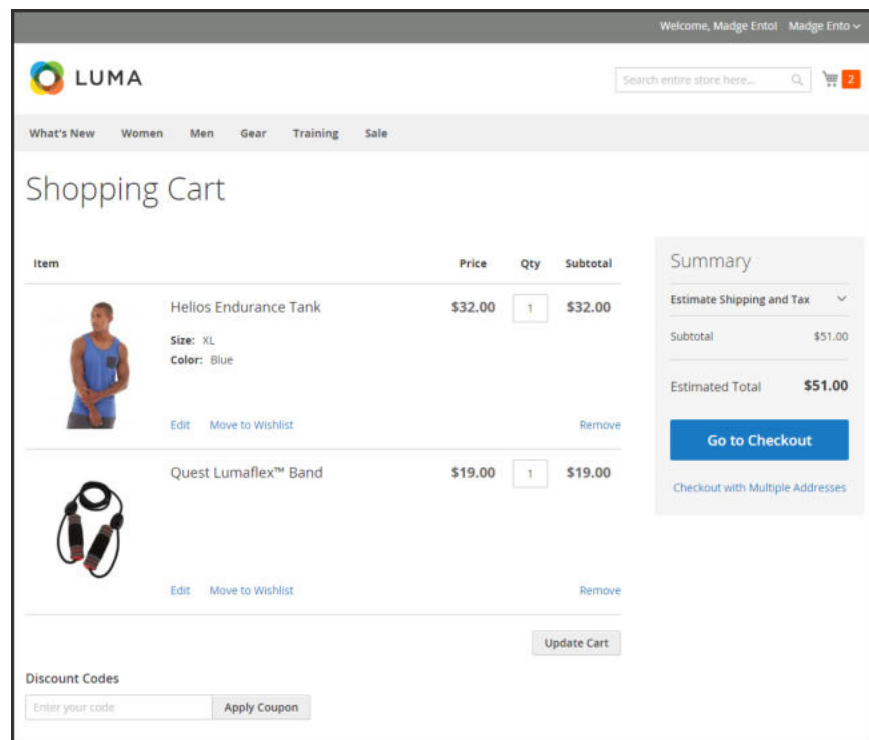 Welcome, Madge Ento! Madge Ento
LUMA
Search entire store here...
2
What's New Women Men Gear Training Sale
Shopping Cart
Item Price Qty Subtotal
Helios Endurance Tank $32.00 1 $32.00
Size: XL
Color: Blue
Edit Move to Wishlist Remove
Quest Lumaflex™ Band $19.00 1 $19.00
Edit Move to Wishlist Remove
Update Cart
Discount Codes
Enter your code Apply Coupon
Summary
Estimate Shipping and Tax
Subtotal $51.00
Estimated Total $51.00
Go to Checkout
Checkout with Multiple Addresses